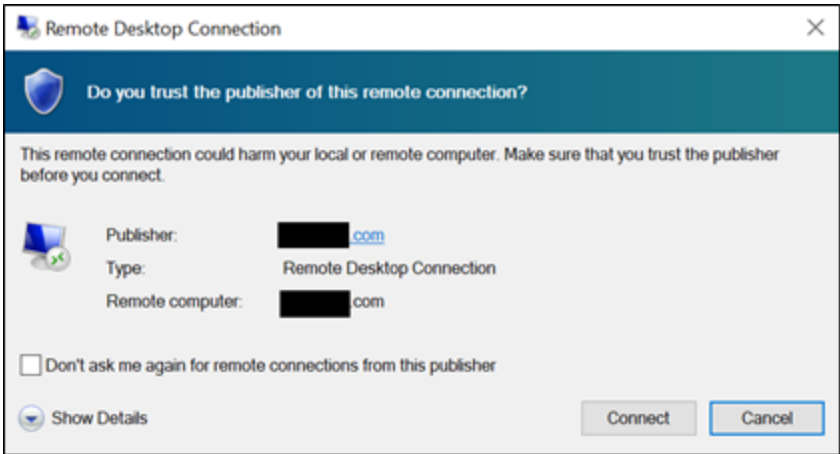 Remote Desktop Connection
Do you trust the publisher of this remote connection?
This remote connection could harm your local or remote computer. Make sure that you trust the publisher
before you connect.
Publisher: .com
Type: Remote Desktop Connection
Remote computer: .com
Don't ask me again for remote connections from this publisher
Show Details Connect Cancel